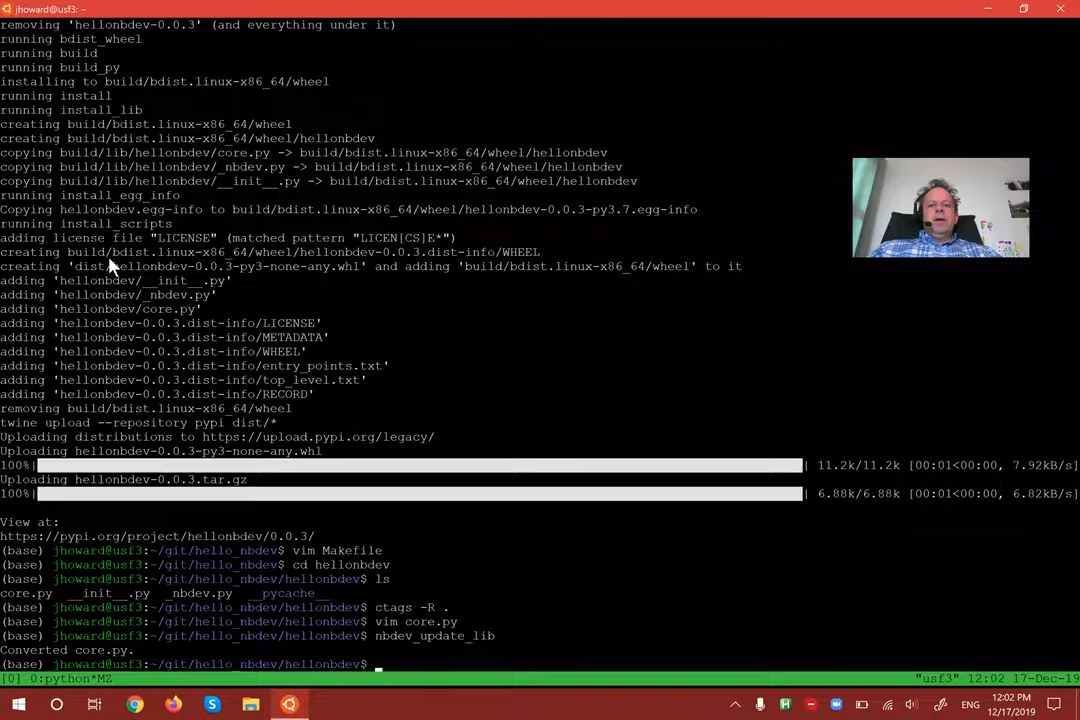 jhoward@usf3: ~
removing 'hellonbdev-0.0.3' (and everything under it)
running bdist_wheel
running build
running build_py
installing to build/bdist.linux-x86_64/wheel
running install
running install_lib
creating build/bdist.linux-x86_64/wheel
creating build/bdist.linux-x86_64/wheel/hellonbdev
copying build/lib/hellonbdev/core.py -> build/bdist.linux-x86_64/wheel/hellonbdev
copying build/lib/hellonbdev/_nbdev.py -> build/bdist.linux-x86_64/wheel/hellonbdev
copying build/lib/hellonbdev/__init__.py -> build/bdist.linux-x86_64/wheel/hellonbdev
running install_egg_info
Copying hellonbdev.egg-info to build/bdist.linux-x86_64/wheel/hellonbdev-0.0.3-py3.7.egg-info
running install_scripts
adding license file "LICENSE" (matched pattern "LICEN[CS]E*")
creating build/bdist.linux-x86_64/wheel/hellonbdev-0.0.3.dist-info/WHEEL
creating 'dist/hellonbdev-0.0.3-py3-none-any.whl' and adding 'build/bdist.linux-x86_64/wheel' to it
adding 'hellonbdev/__init__.py'
adding 'hellonbdev/_nbdev.py'
adding 'hellonbdev/core.py'
adding 'hellonbdev-0.0.3.dist-info/LICENSE'
adding 'hellonbdev-0.0.3.dist-info/METADATA'
adding 'hellonbdev-0.0.3.dist-info/WHEEL'
adding 'hellonbdev-0.0.3.dist-info/entry_points.txt'
adding 'hellonbdev-0.0.3.dist-info/top_level.txt'
adding 'hellonbdev-0.0.3.dist-info/RECORD'
removing build/bdist.linux-x86_64/wheel
twine upload --repository pypi dist/*
Uploading distributions to https://upload.pypi.org/legacy/
Uploading hellonbdev-0.0.3-py3-none-any.whl
100%| | 11.2k/11.2k [00:01<00:00, 7.92kB/s]
Uploading hellonbdev-0.0.3.tar.gz
100%| | 6.88k/6.88k [00:01<00:00, 6.82kB/s]
View at:
https://pypi.org/project/hellonbdev/0.0.3/
(base) jhoward@usf3:~/git/hello_nbdev$ vim Makefile
(base) jhoward@usf3:~/git/hello_nbdev$ cd hellonbdev
(base) jhoward@usf3:~/git/hello_nbdev/hellonbdev$ ls
core.py  __init__.py  _nbdev.py  __pycache__
(base) jhoward@usf3:~/git/hello_nbdev/hellonbdev$ ctags -R .
(base) jhoward@usf3:~/git/hello_nbdev/hellonbdev$ vim core.py
(base) jhoward@usf3:~/git/hello_nbdev/hellonbdev$ nbdev_update_lib
Converted core.py.
(base) jhoward@usf3:~/git/hello_nbdev/hellonbdev$
[0] 0:python*MZ "usf3" 12:02 17-Dec-19
ENG
12:02 PM
12/17/2019